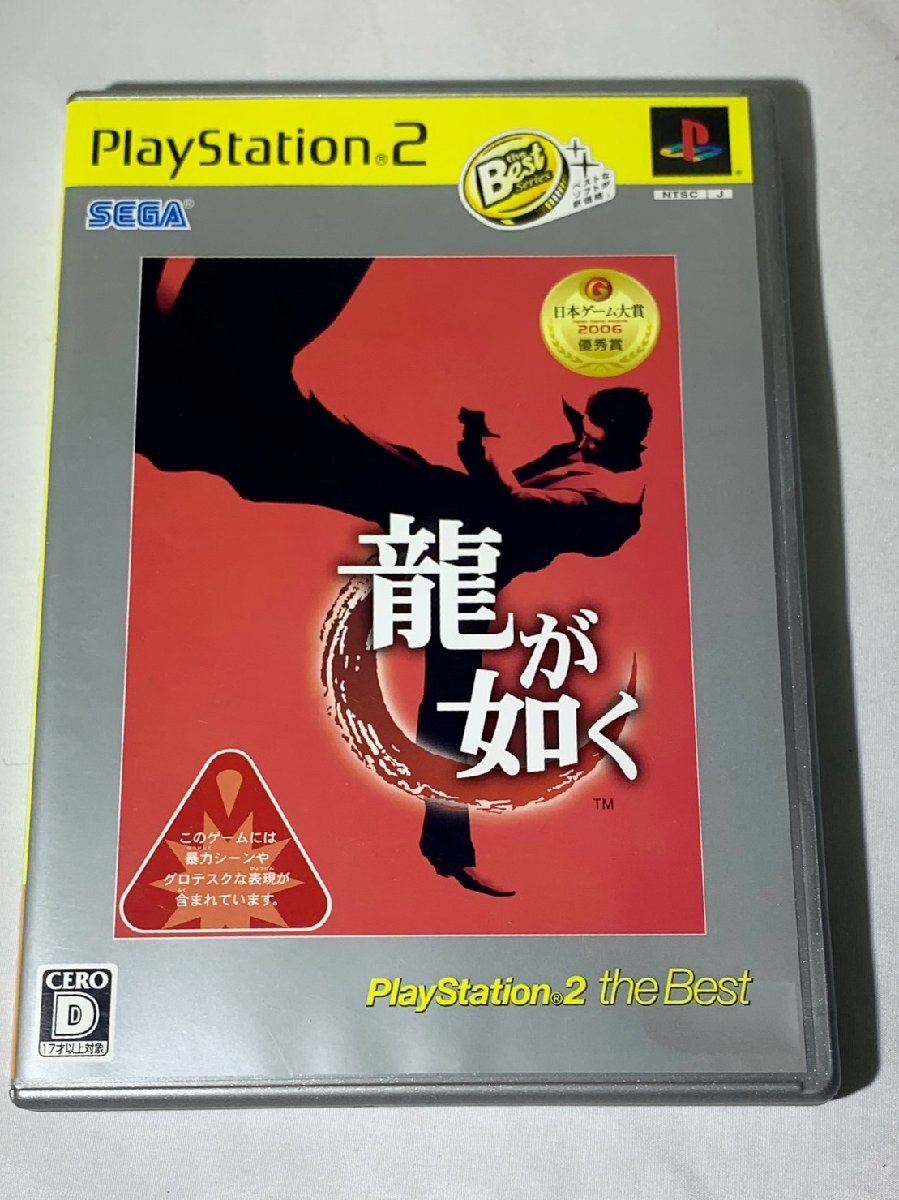 PlayStation®2
the
Best
Series
NTSC J
SEGA®
日本ゲーム大賞
2006
優秀賞
龍が
如く
TM
このゲームには
暴力シーンや
グロテスクな表現が
含まれています。
CERO
D
17才以上対象
PlayStation®2 the Best